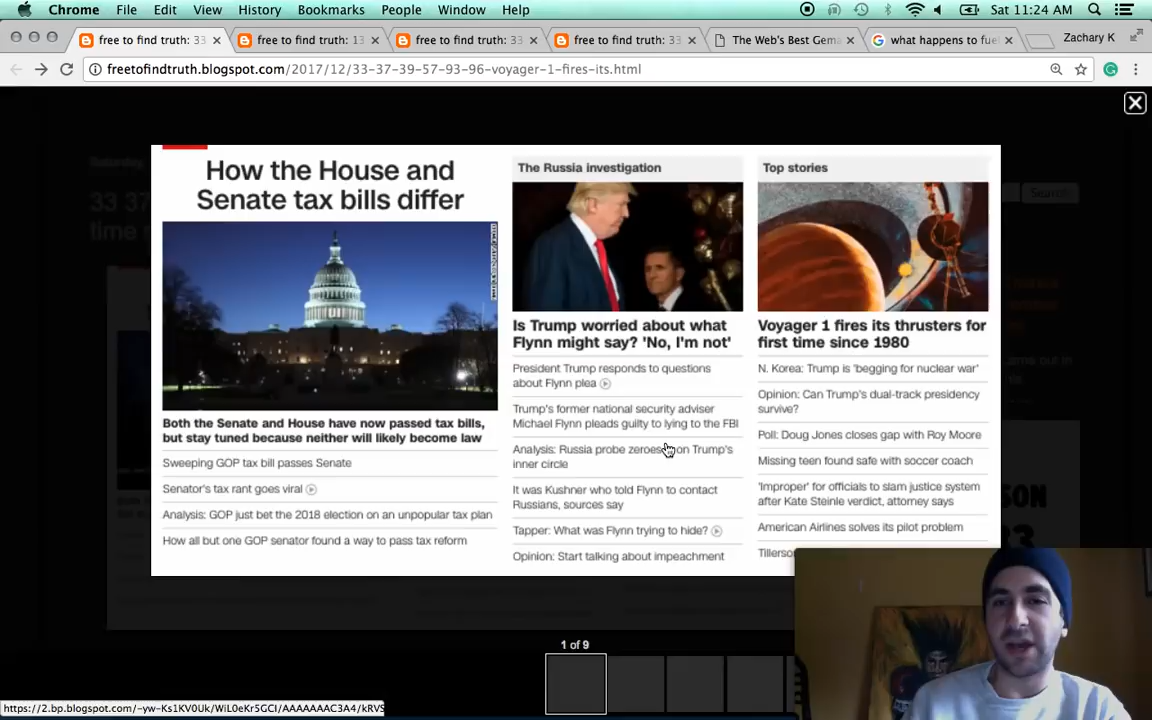 Chrome File Edit View History Bookmarks People Window Help Sat 11:24 AM
free to find truth: 33 free to find truth: 13 free to find truth: 33 free to find truth: 33 The Web's Best Gema what happens to fue Zachary K
freetofindtruth.blogspot.com/2017/12/33-37-39-57-93-96-voyager-1-fires-its.html
Search
How the House and
Senate tax bills differ
Both the Senate and House have now passed tax bills,
but stay tuned because neither will likely become law
Sweeping GOP tax bill passes Senate
Senator's tax rant goes viral
Analysis: GOP just bet the 2018 election on an unpopular tax plan
How all but one GOP senator found a way to pass tax reform
The Russia investigation
Is Trump worried about what
Flynn might say? 'No, I'm not'
President Trump responds to questions
about Flynn plea
Trump's former national security adviser
Michael Flynn pleads guilty to lying to the FBI
Analysis: Russia probe zeroes on Trump's
inner circle
It was Kushner who told Flynn to contact
Russians, sources say
Tapper: What was Flynn trying to hide?
Opinion: Start talking about impeachment
Top stories
Voyager 1 fires its thrusters for
first time since 1980
N. Korea: Trump is 'begging for nuclear war'
Opinion: Can Trump's dual-track presidency
survive?
Poll: Doug Jones closes gap with Roy Moore
Missing teen found safe with soccer coach
'Improper' for officials to slam justice system
after Kate Steinle verdict, attorney says
American Airlines solves its pilot problem
Tillerso
1 of 9